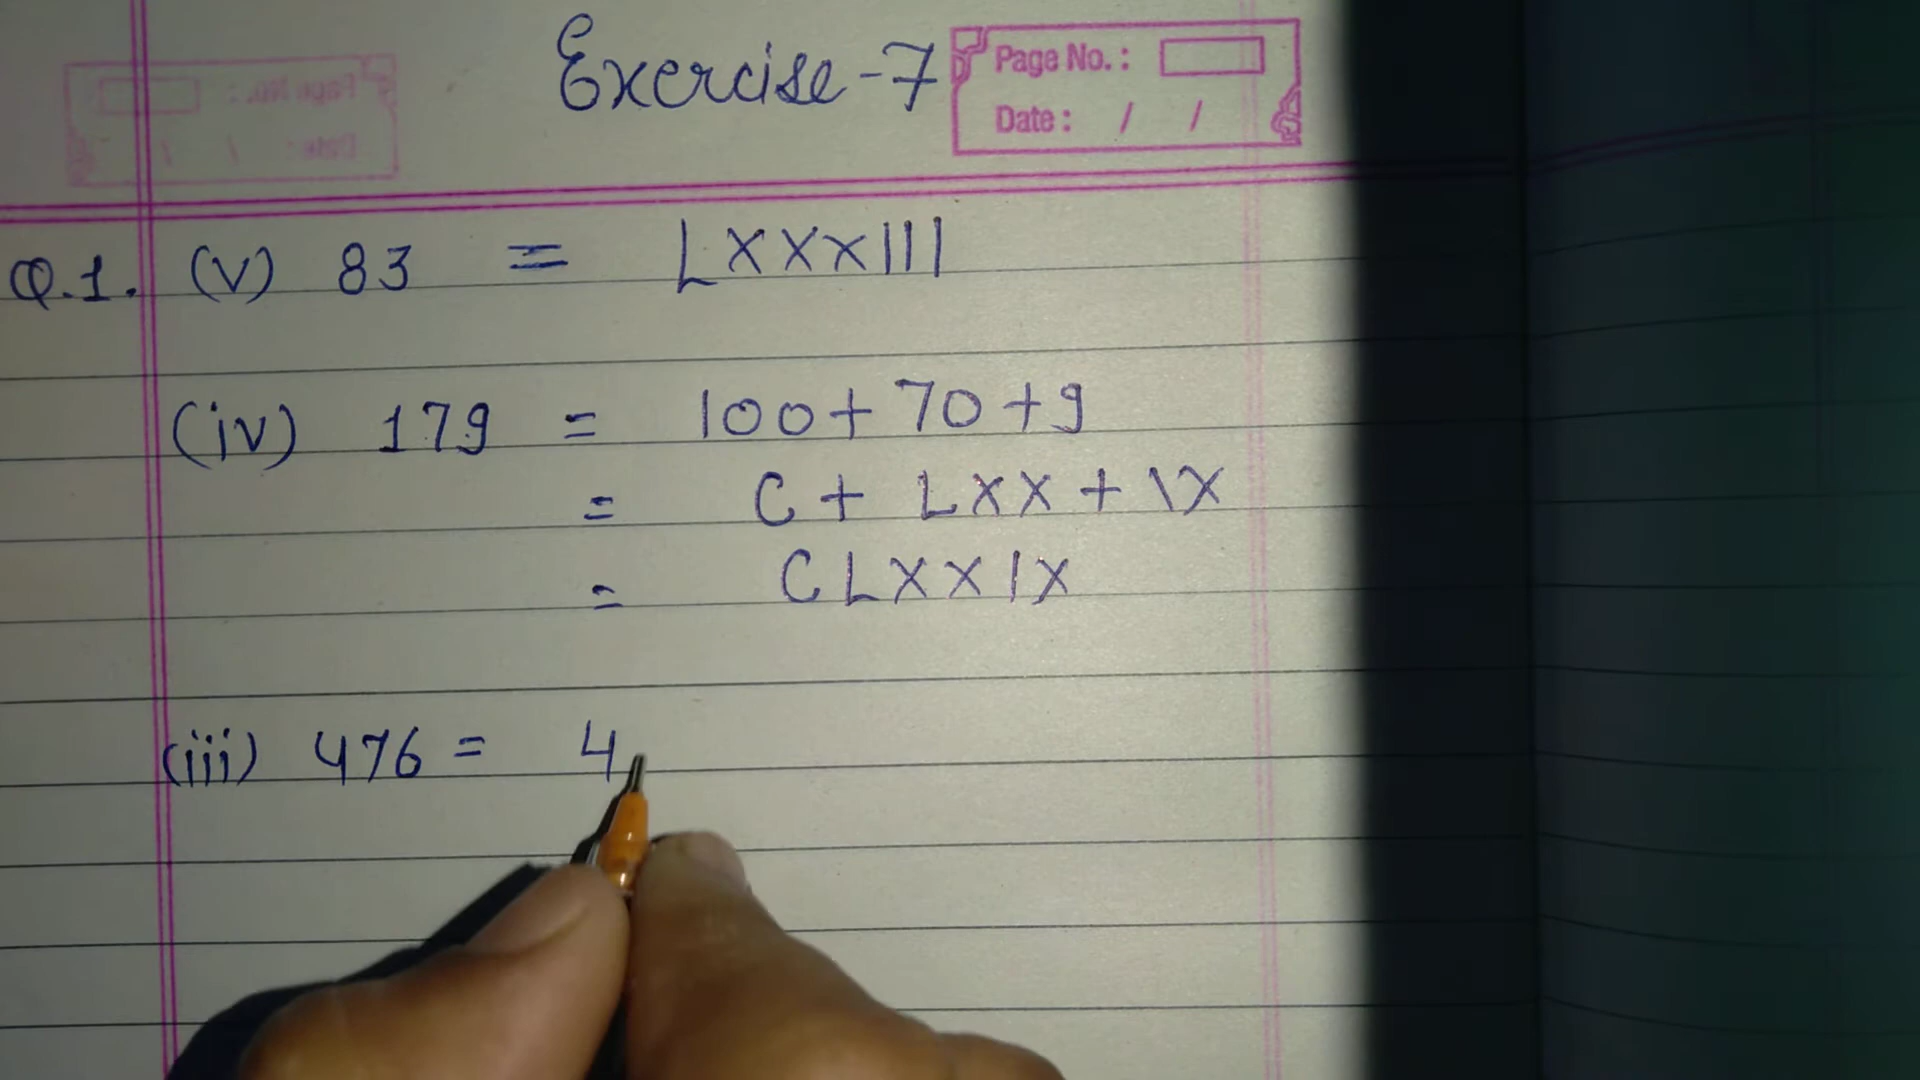 Exercise-7
Page No. :
Date : / /
Q.1. (v) 83 = LXXXIII
(iv) 179 = 100+ 70 +9
= C + LXX + IX
= CLXXIX
(iii) 476 = 4